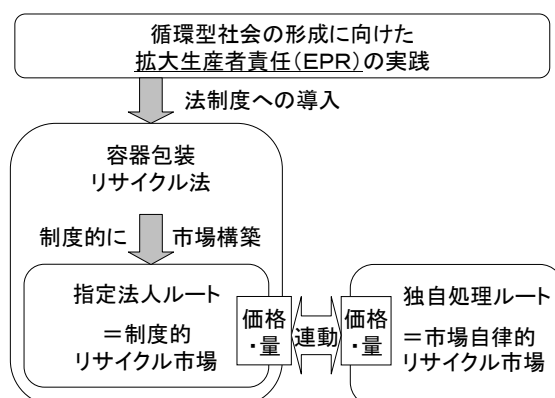 循環型社会の形成に向けた
拡大生産者責任(EPR)の実践
法制度への導入
容器包装
リサイクル法
制度的に 市場構築
指定法人ルート
=制度的
リサイクル市場
価格
・量
連動
価格
・量
独自処理ルート
=市場自律的
リサイクル市場